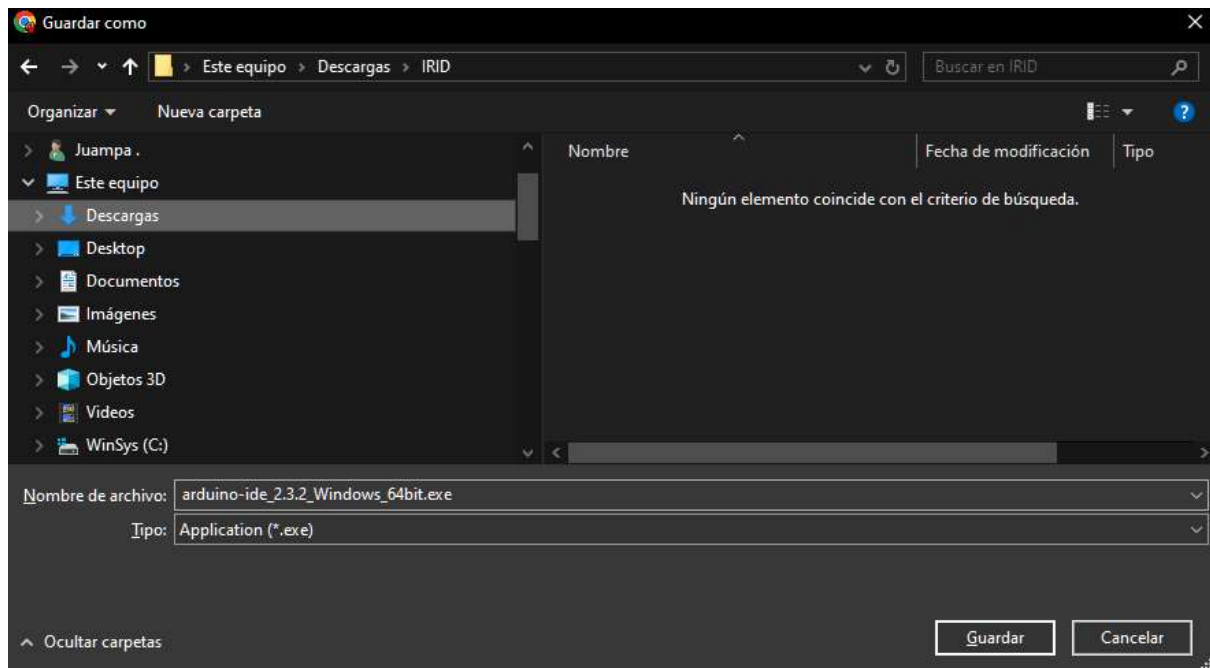 Guardar como
Este equipo > Descargas > IRID
Buscar en IRID
Organizar
Nueva carpeta
?
Juampa .
Este equipo
Descargas
Desktop
Documentos
Imágenes
Música
Objetos 3D
Videos
WinSys (C:)
Nombre Fecha de modificación Tipo
Ningún elemento coincide con el criterio de búsqueda.
Nombre de archivo: arduino-ide_2.3.2_Windows_64bit.exe
Tipo: Application (*.exe)
Ocultar carpetas
Guardar
Cancelar